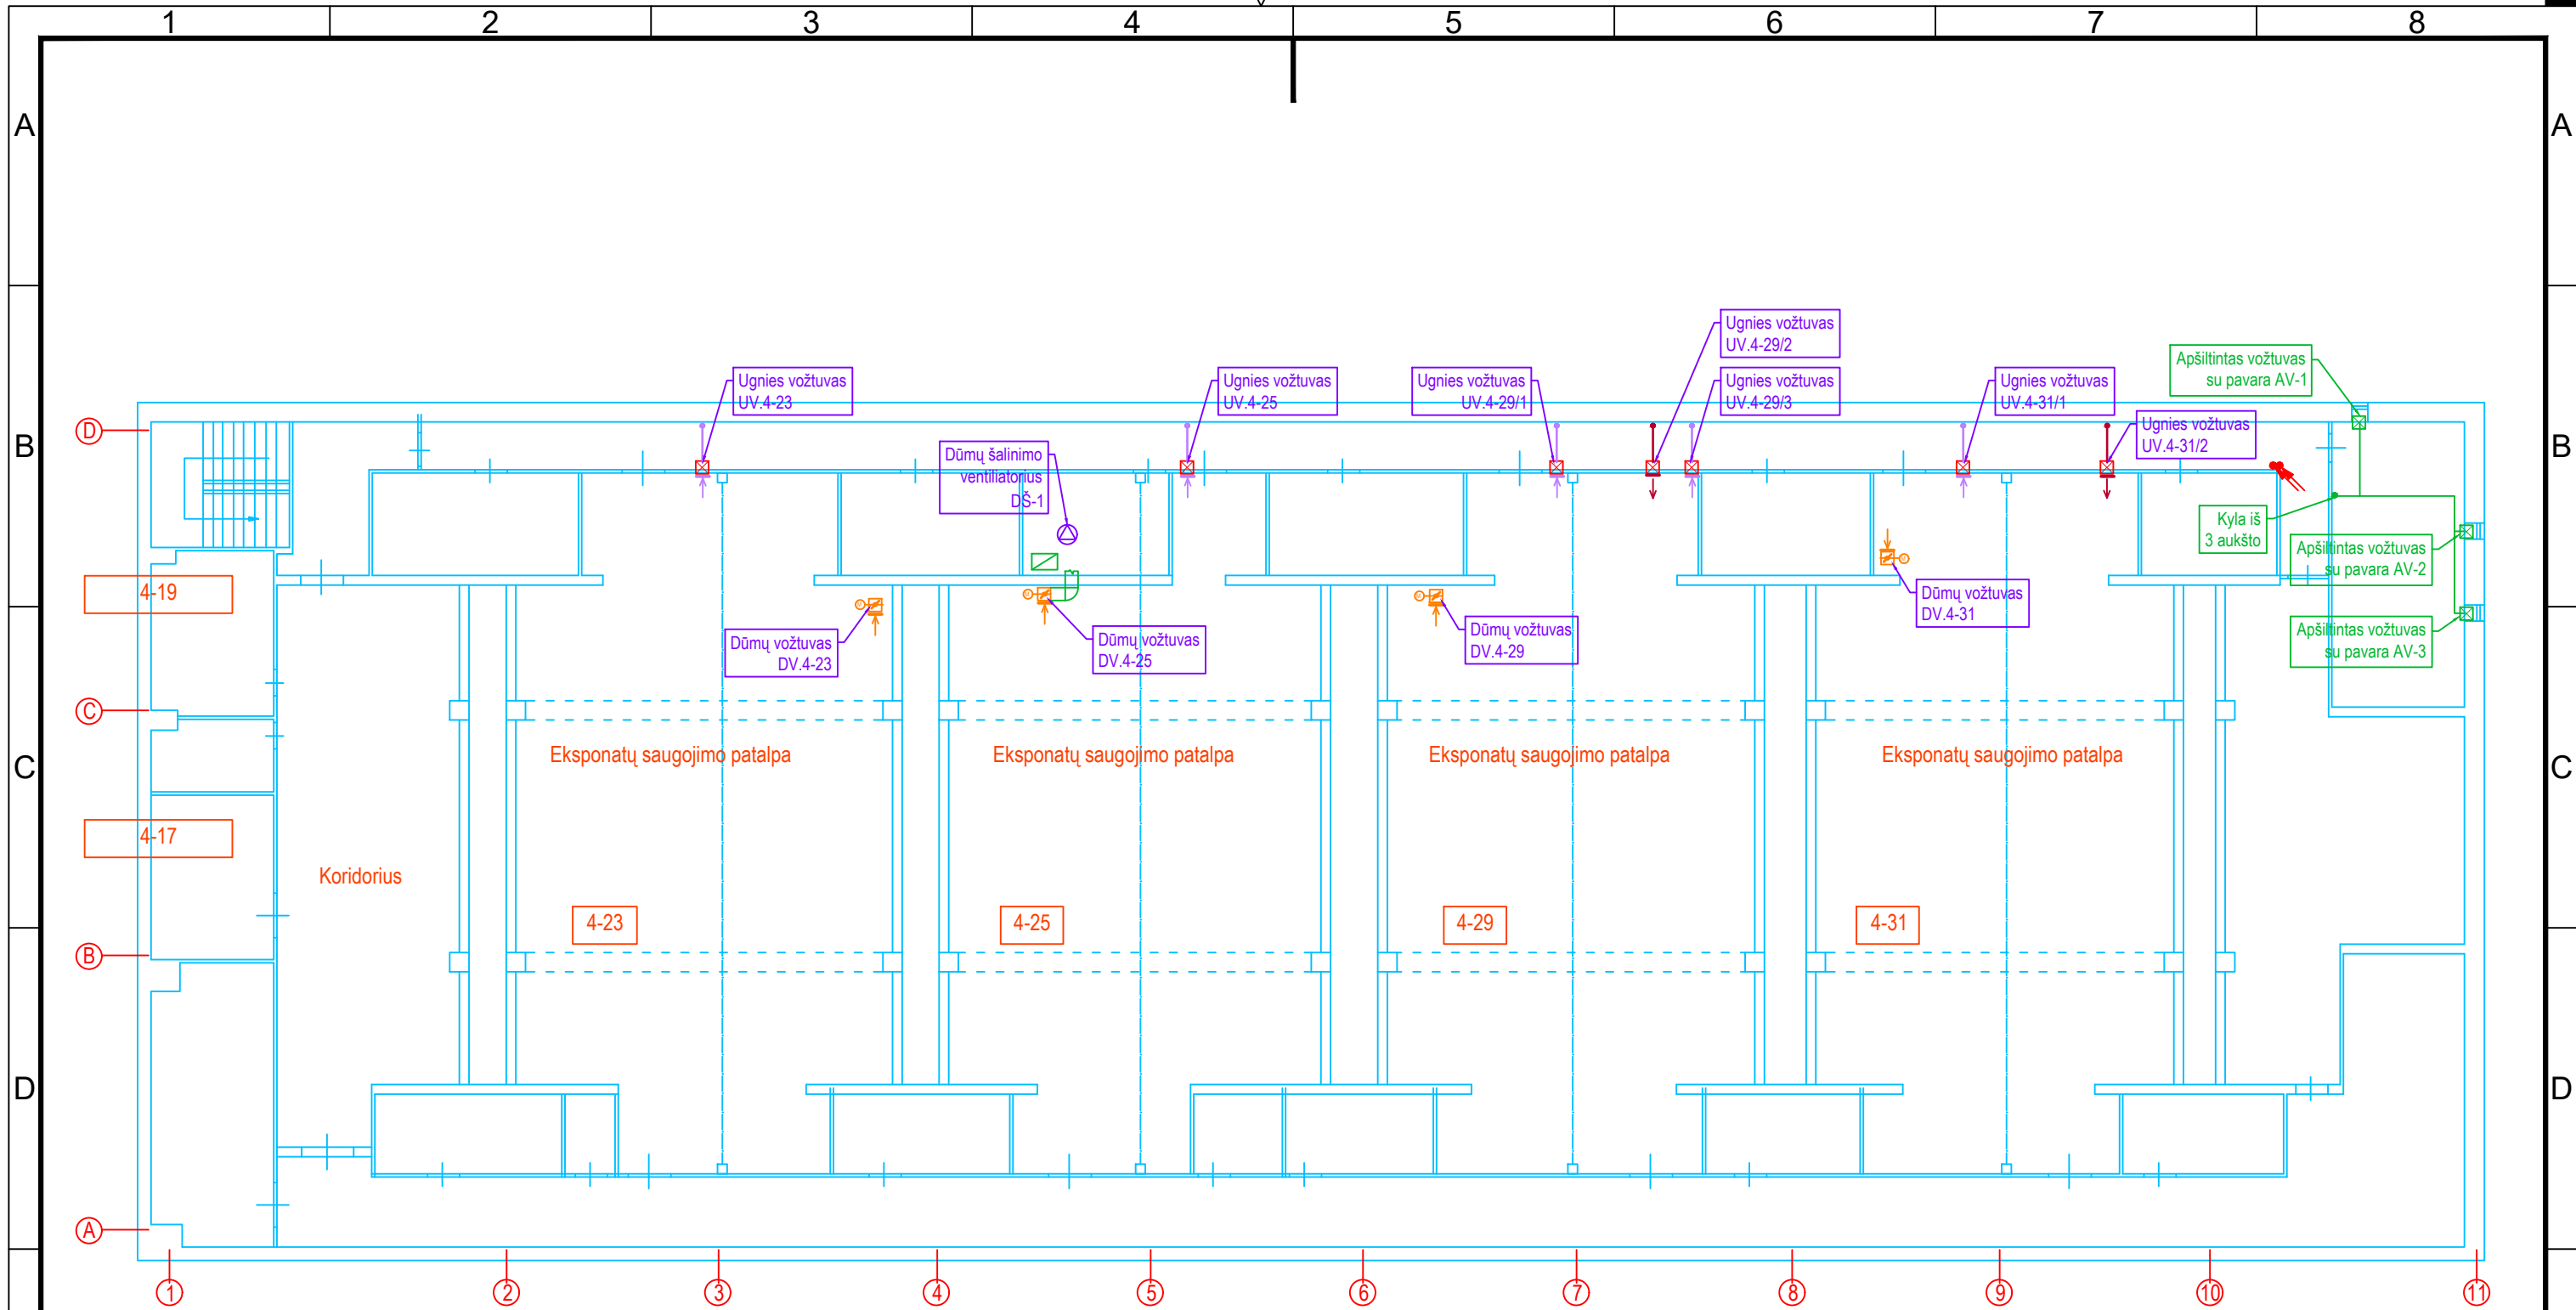 1 2 3 4 5 6 7 8
A A
Ugnies vožtuvas
UV.4-29/2
Apšiltintas vožtuvas
su pavara AV-1
Ugnies vožtuvas
UV.4-23
Ugnies vožtuvas
UV.4-25
Ugnies vožtuvas
UV.4-29/1
Ugnies vožtuvas
UV.4-29/3
Ugnies vožtuvas
UV.4-31/1
Ugnies vožtuvas
UV.4-31/2
D
B B
Dūmų šalinimo
ventiliatorius
DŠ-1
Kyla iš
3 aukšto
Apšiltintas vožtuvas
su pavara AV-2
4-19
Dūmų vožtuvas
DV.4-31
Dūmų vožtuvas
DV.4-23
Dūmų vožtuvas
DV.4-25
Dūmų vožtuvas
DV.4-29
Apšiltintas vožtuvas
su pavara AV-3
C
Eksponatų saugojimo patalpa
Eksponatų saugojimo patalpa
Eksponatų saugojimo patalpa
Eksponatų saugojimo patalpa
C C
4-17
Koridorius
4-23
4-25
4-29
4-31
B
D D
A
1 2 3 4 5 6 7 8 9 10 11